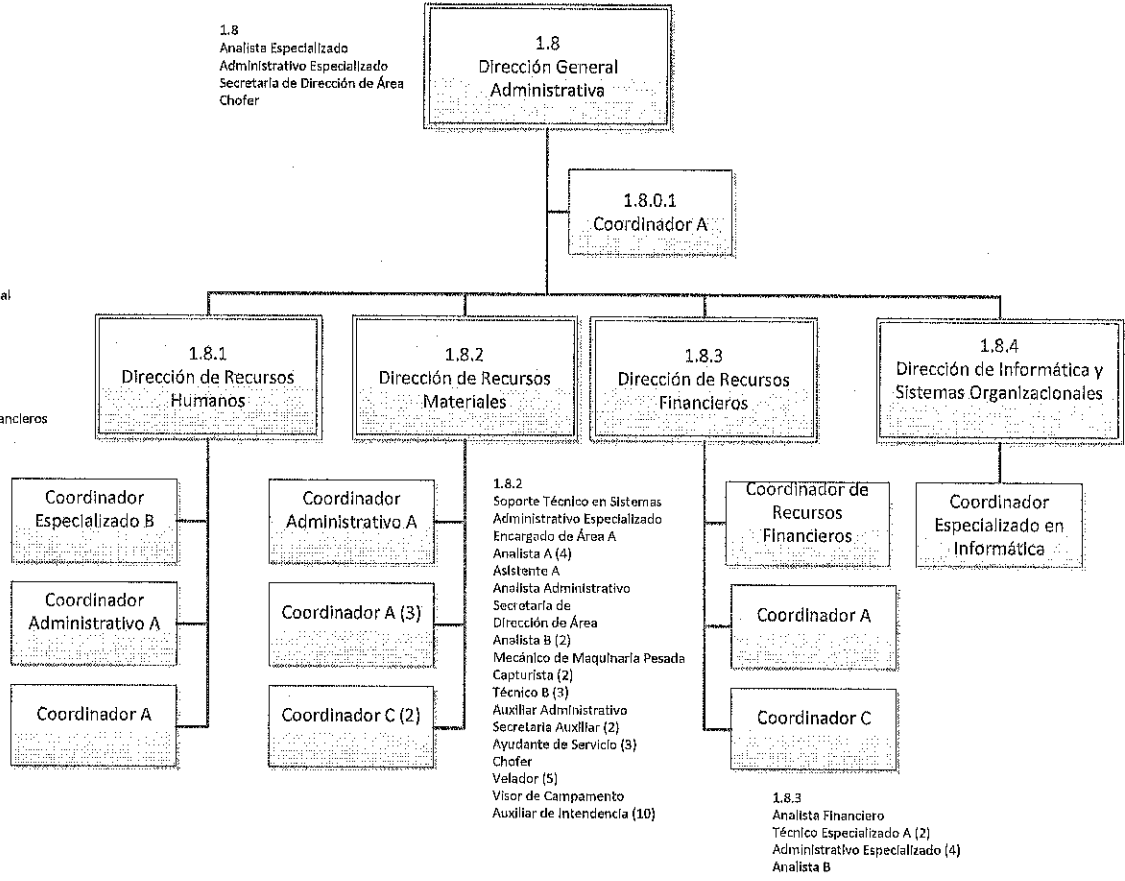 1.8
Analista Especializado
Administrativo Especializado
Secretaria de Dirección de Área
Chofer
1.8
Dirección General
Administrativa
1.8.0.1
Coordinador A
al
ancieros
1.8.1
Dirección de Recursos
Humanos
1.8.2
Dirección de Recursos
Materiales
1.8.3
Dirección de Recursos
Financieros
1.8.4
Dirección de Informática y
Sistemas Organizacionales
Coordinador
Especializado B
Coordinador
Administrativo A
Coordinador A
Coordinador
Administrativo A
Coordinador A (3)
Coordinador C (2)
1.8.2
Soporte Técnico en Sistemas
Administrativo Especializado
Encargado de Área A
Analista A (4)
Asistente A
Analista Administrativo
Secretaria de
Dirección de Área
Analista B (2)
Mecánico de Maquinaria Pesada
Capturista (2)
Técnico B (3)
Auxiliar Administrativo
Secretaria Auxiliar (2)
Ayudante de Servicio (3)
Chofer
Velador (5)
Visor de Campamento
Auxiliar de Intendencia (10)
Coordinador de
Recursos
Financieros
Coordinador A
Coordinador C
1.8.3
Analista Financiero
Técnico Especializado A (2)
Administrativo Especializado (4)
Analista B
Coordinador
Especializado en
Informática